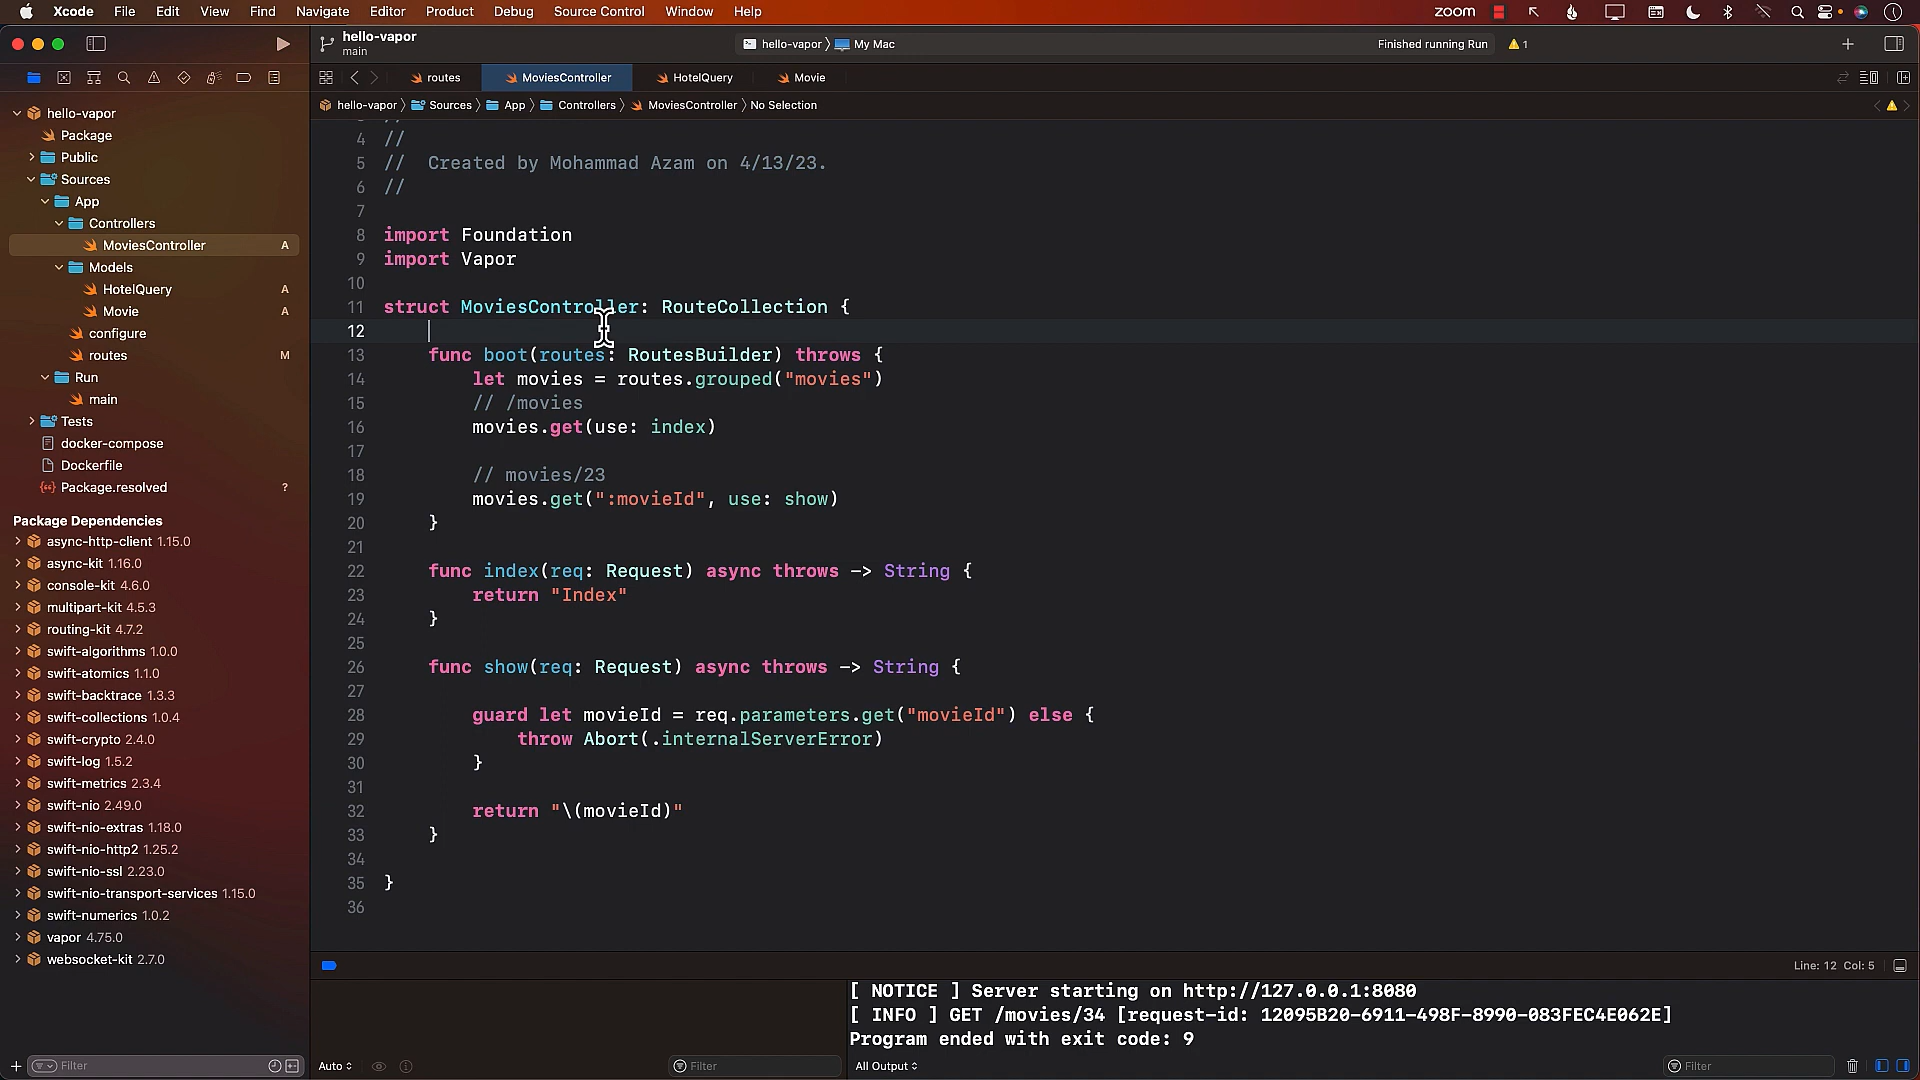 Xcode File Edit View Find Navigate Editor Product Debug Source Control Window Help zoom
hello-vapor
main
hello-vapor My Mac Finished running Run 1
routes MoviesController HotelQuery Movie
hello-vapor Sources App Controllers MoviesController No Selection
hello-vapor
Package
Public
Sources
App
Controllers
MoviesController A
Models
HotelQuery A
Movie A
configure
routes M
Run
main
Tests
docker-compose
Dockerfile
Package.resolved ?
Package Dependencies
async-http-client 1.15.0
async-kit 1.16.0
console-kit 4.6.0
multipart-kit 4.5.3
routing-kit 4.7.2
swift-algorithms 1.0.0
swift-atomics 1.1.0
swift-backtrace 1.3.3
swift-collections 1.0.4
swift-crypto 2.4.0
swift-log 1.5.2
swift-metrics 2.3.4
swift-nio 2.49.0
swift-nio-extras 1.18.0
swift-nio-http2 1.25.2
swift-nio-ssl 2.23.0
swift-nio-transport-services 1.15.0
swift-numerics 1.0.2
vapor 4.75.0
websocket-kit 2.7.0
Filter
4 //
5 //  Created by Mohammad Azam on 4/13/23.
6 //
7
8 import Foundation
9 import Vapor
10
11 struct MoviesController: RouteCollection {
12
13     func boot(routes: RoutesBuilder) throws {
14         let movies = routes.grouped("movies")
15         // /movies
16         movies.get(use: index)
17
18         // movies/23
19         movies.get(":movieId", use: show)
20     }
21
22     func index(req: Request) async throws -> String {
23         return "Index"
24     }
25
26     func show(req: Request) async throws -> String {
27
28         guard let movieId = req.parameters.get("movieId") else {
29             throw Abort(.internalServerError)
30         }
31
32         return "\(movieId)"
33     }
34
35 }
36
Line: 12 Col: 5
[ NOTICE ] Server starting on http://127.0.0.1:8080
[ INFO ] GET /movies/34 [request-id: 12095B20-6911-498F-8990-083FEC4E062E]
Program ended with exit code: 9
Auto Filter All Output Filter